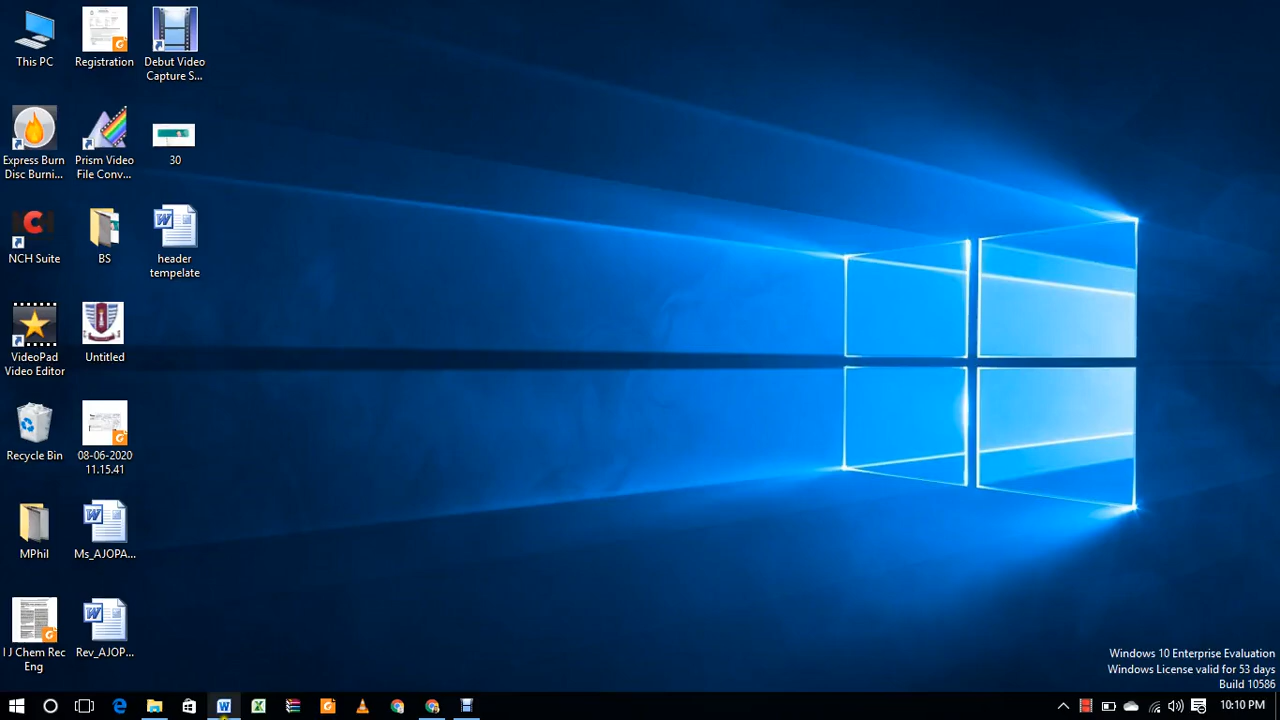 This PC
Registration
Debut Video
Capture S...
Express Burn
Disc Burni...
Prism Video
File Conv...
30
NCH Suite
BS
header
tempelate
VideoPad
Video Editor
Untitled
Recycle Bin
08-06-2020
11.15.41
MPhil
Ms_AJOPA...
I J Chem Rec
Eng
Rev_AJOP...
Windows 10 Enterprise Evaluation
Windows License valid for 53 days
Build 10586
10:10 PM